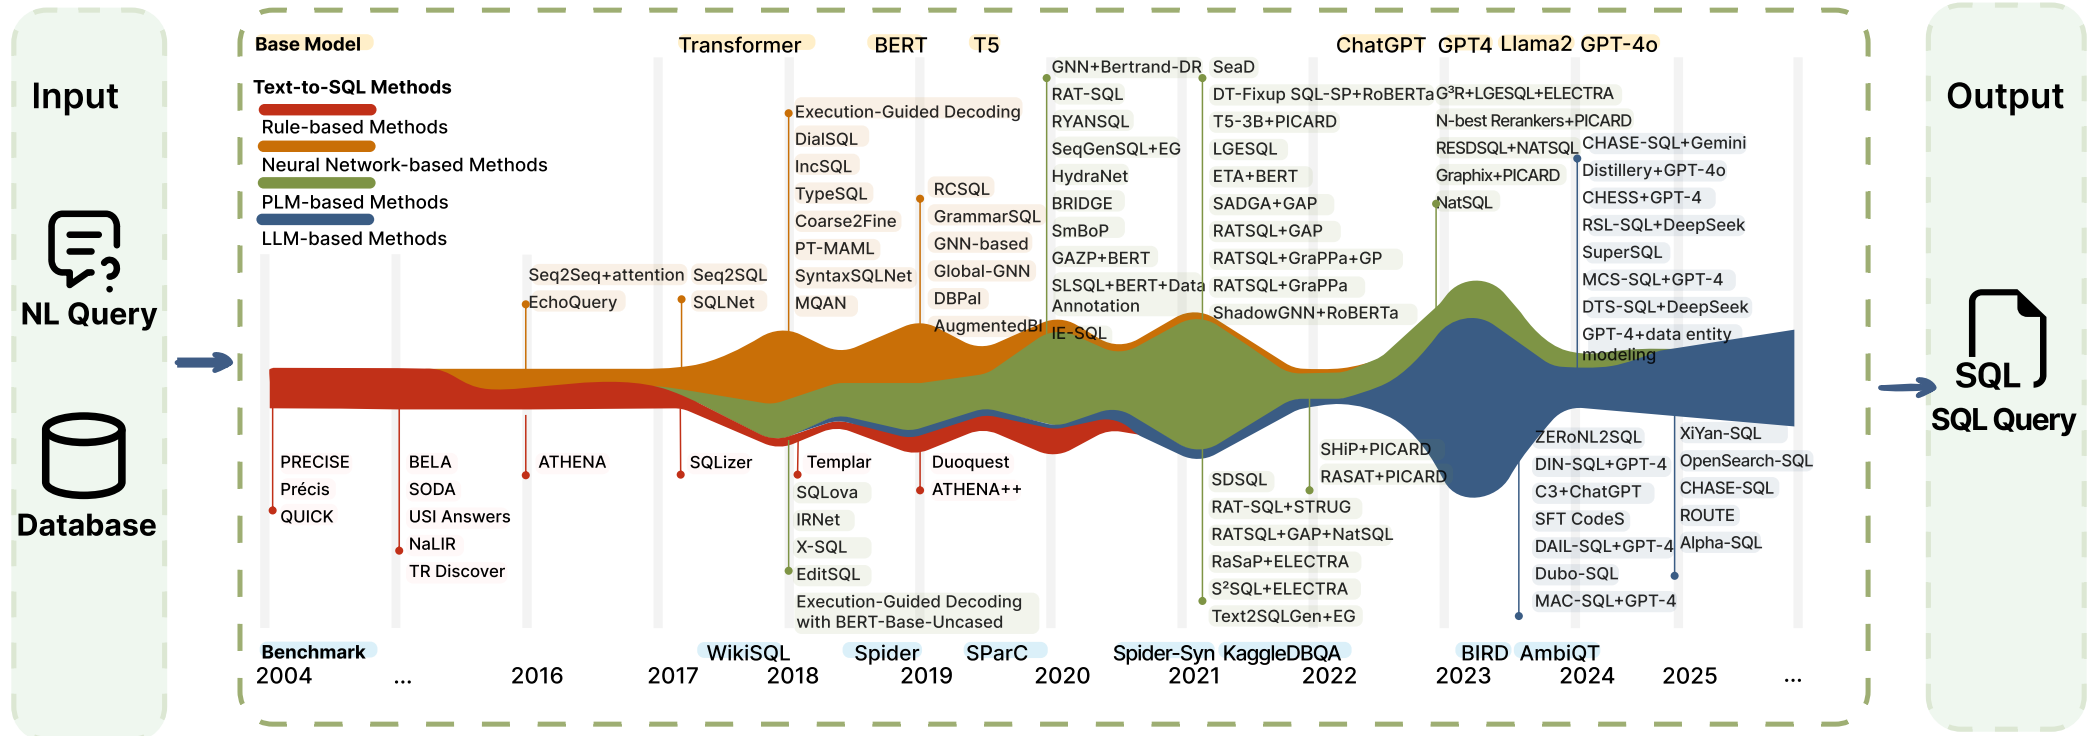 Input
NL Query
Database
Base Model
Transformer
BERT
T5
ChatGPT
GPT4
Llama2
GPT-4o
Text-to-SQL Methods
Rule-based Methods
Neural Network-based Methods
PLM-based Methods
LLM-based Methods
PRECISE
Précis
QUICK
BELA
SODA
USI Answers
NaLIR
TR Discover
Seq2Seq+attention
EchoQuery
ATHENA
Seq2SQL
SQLNet
SQLizer
Execution-Guided Decoding
DialSQL
IncSQL
TypeSQL
Coarse2Fine
PT-MAML
SyntaxSQLNet
MQAN
Templar
SQLova
IRNet
X-SQL
EditSQL
Execution-Guided Decoding
with BERT-Base-Uncased
RCSQL
GrammarSQL
GNN-based
Global-GNN
DBPal
AugmentedBI
Duoquest
ATHENA++
GNN+Bertrand-DR
RAT-SQL
RYANSQL
SeqGenSQL+EG
HydraNet
BRIDGE
SmBoP
GAZP+BERT
SLSQL+BERT+Data
Annotation
IE-SQL
SeaD
DT-Fixup SQL-SP+RoBERTa
T5-3B+PICARD
LGESQL
ETA+BERT
SADGA+GAP
RATSQL+GAP
RATSQL+GraPPa+GP
RATSQL+GraPPa
ShadowGNN+RoBERTa
SDSQL
RAT-SQL+STRUG
RATSQL+GAP+NatSQL
RaSaP+ELECTRA
S²SQL+ELECTRA
Text2SQLGen+EG
SHiP+PICARD
RASAT+PICARD
G³R+LGESQL+ELECTRA
N-best Rerankers+PICARD
RESDSQL+NATSQL
Graphix+PICARD
NatSQL
CHASE-SQL+Gemini
Distillery+GPT-4o
CHESS+GPT-4
RSL-SQL+DeepSeek
SuperSQL
MCS-SQL+GPT-4
DTS-SQL+DeepSeek
GPT-4+data entity
modeling
ZERoNL2SQL
DIN-SQL+GPT-4
C3+ChatGPT
SFT CodeS
DAIL-SQL+GPT-4
Dubo-SQL
MAC-SQL+GPT-4
XiYan-SQL
OpenSearch-SQL
CHASE-SQL
ROUTE
Alpha-SQL
Benchmark
WikiSQL
Spider
SParC
Spider-Syn
KaggleDBQA
BIRD
AmbiQT
2004
...
2016
2017
2018
2019
2020
2021
2022
2023
2024
2025
...
Output
SQL
SQL Query